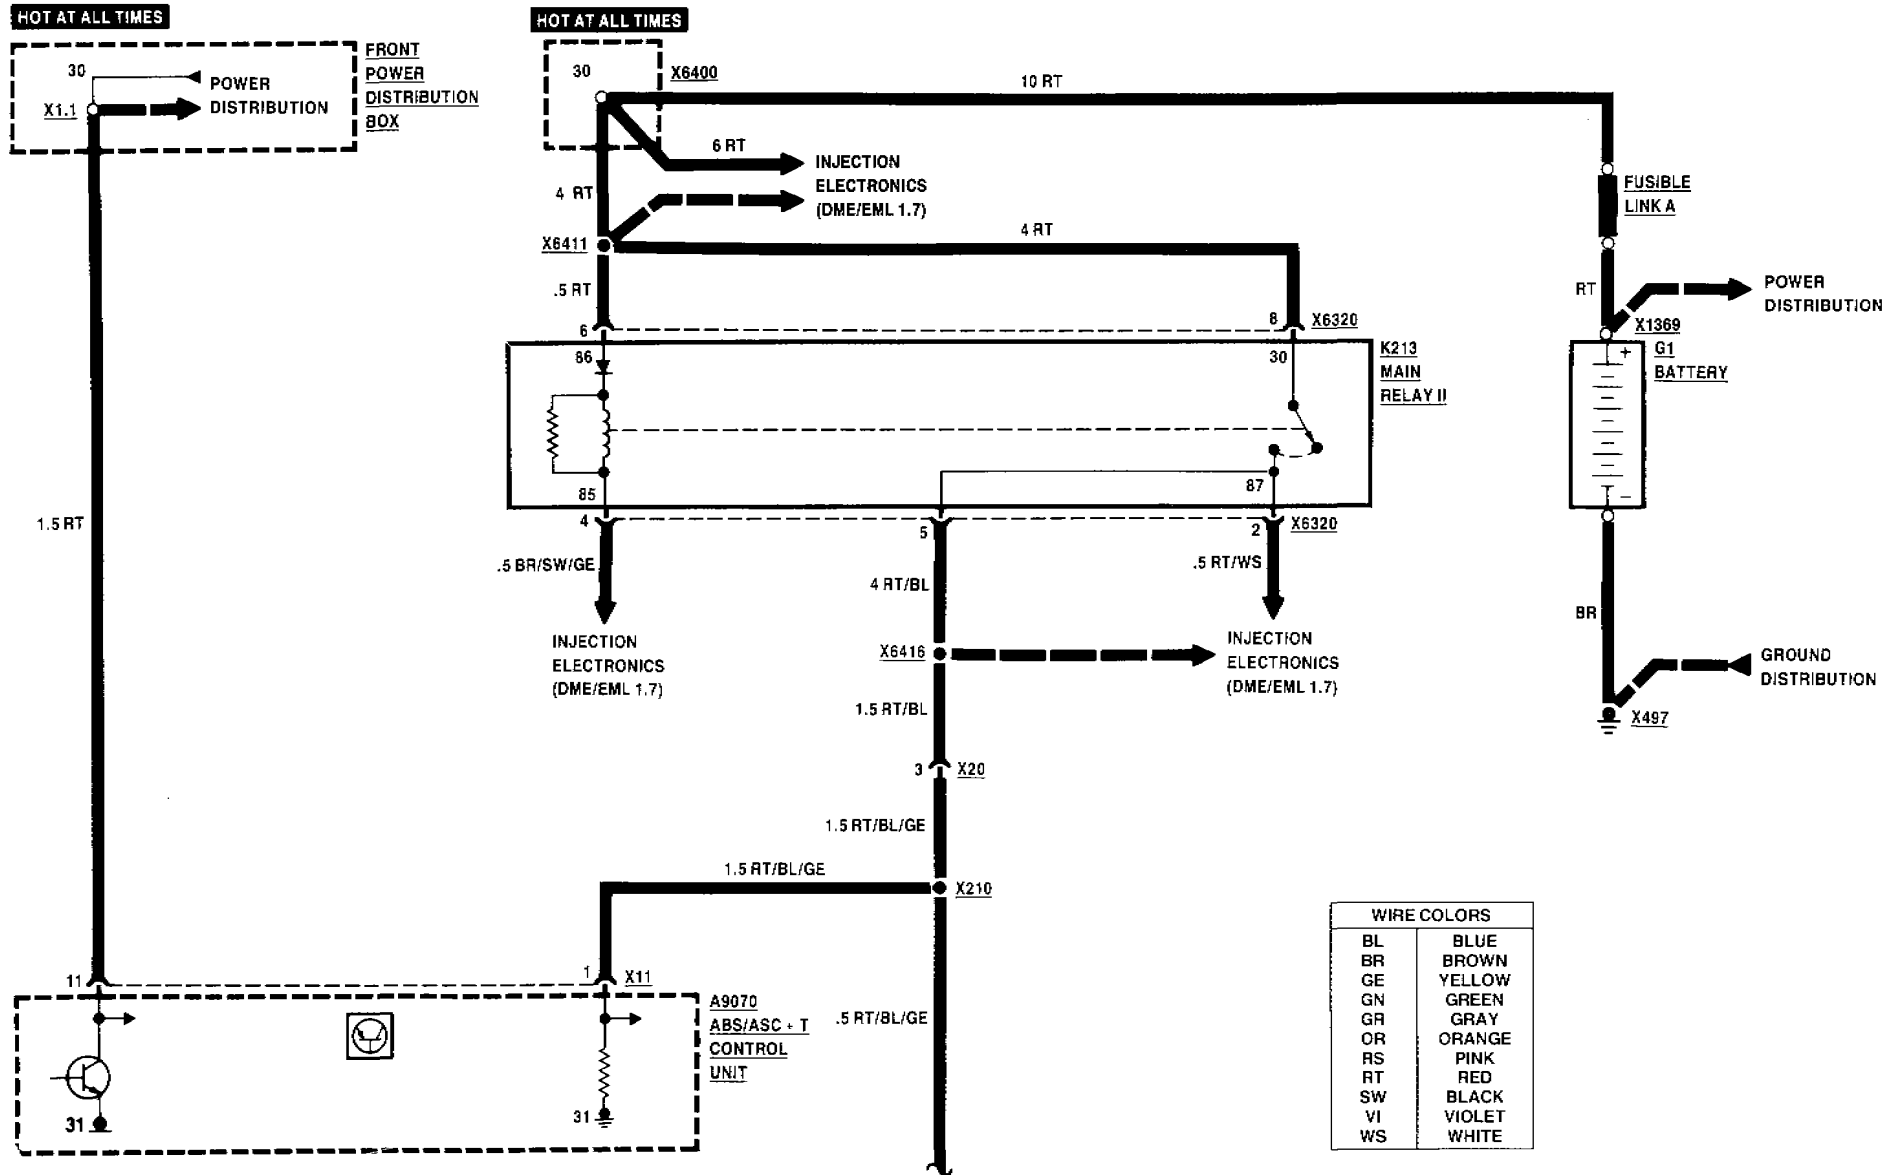 HOT AT ALL TIMES
30
POWER
DISTRIBUTION
X1.1
FRONT
POWER
DISTRIBUTION
BOX
HOT AT ALL TIMES
30
X6400
10 RT
6 RT
INJECTION
ELECTRONICS
(DME/EML 1.7)
4 RT
X6411
4 RT
.5 RT
FUSIBLE
LINK A
RT
POWER
DISTRIBUTION
X1369
G1
BATTERY
+
−
6
8
X6320
86
30
K213
MAIN
RELAY II
85
87
4
5
2
X6320
1.5 RT
.5 BR/SW/GE
4 RT/BL
.5 RT/WS
BR
INJECTION
ELECTRONICS
(DME/EML 1.7)
X6416
INJECTION
ELECTRONICS
(DME/EML 1.7)
GROUND
DISTRIBUTION
X497
1.5 RT/BL
3
X20
1.5 RT/BL/GE
1.5 RT/BL/GE
X210
11
1
X11
A9070
ABS/ASC + T
CONTROL
UNIT
.5 RT/BL/GE
31
31
WIRE COLORS
BL BLUE
BR BROWN
GE YELLOW
GN GREEN
GR GRAY
OR ORANGE
RS PINK
RT RED
SW BLACK
VI VIOLET
WS WHITE